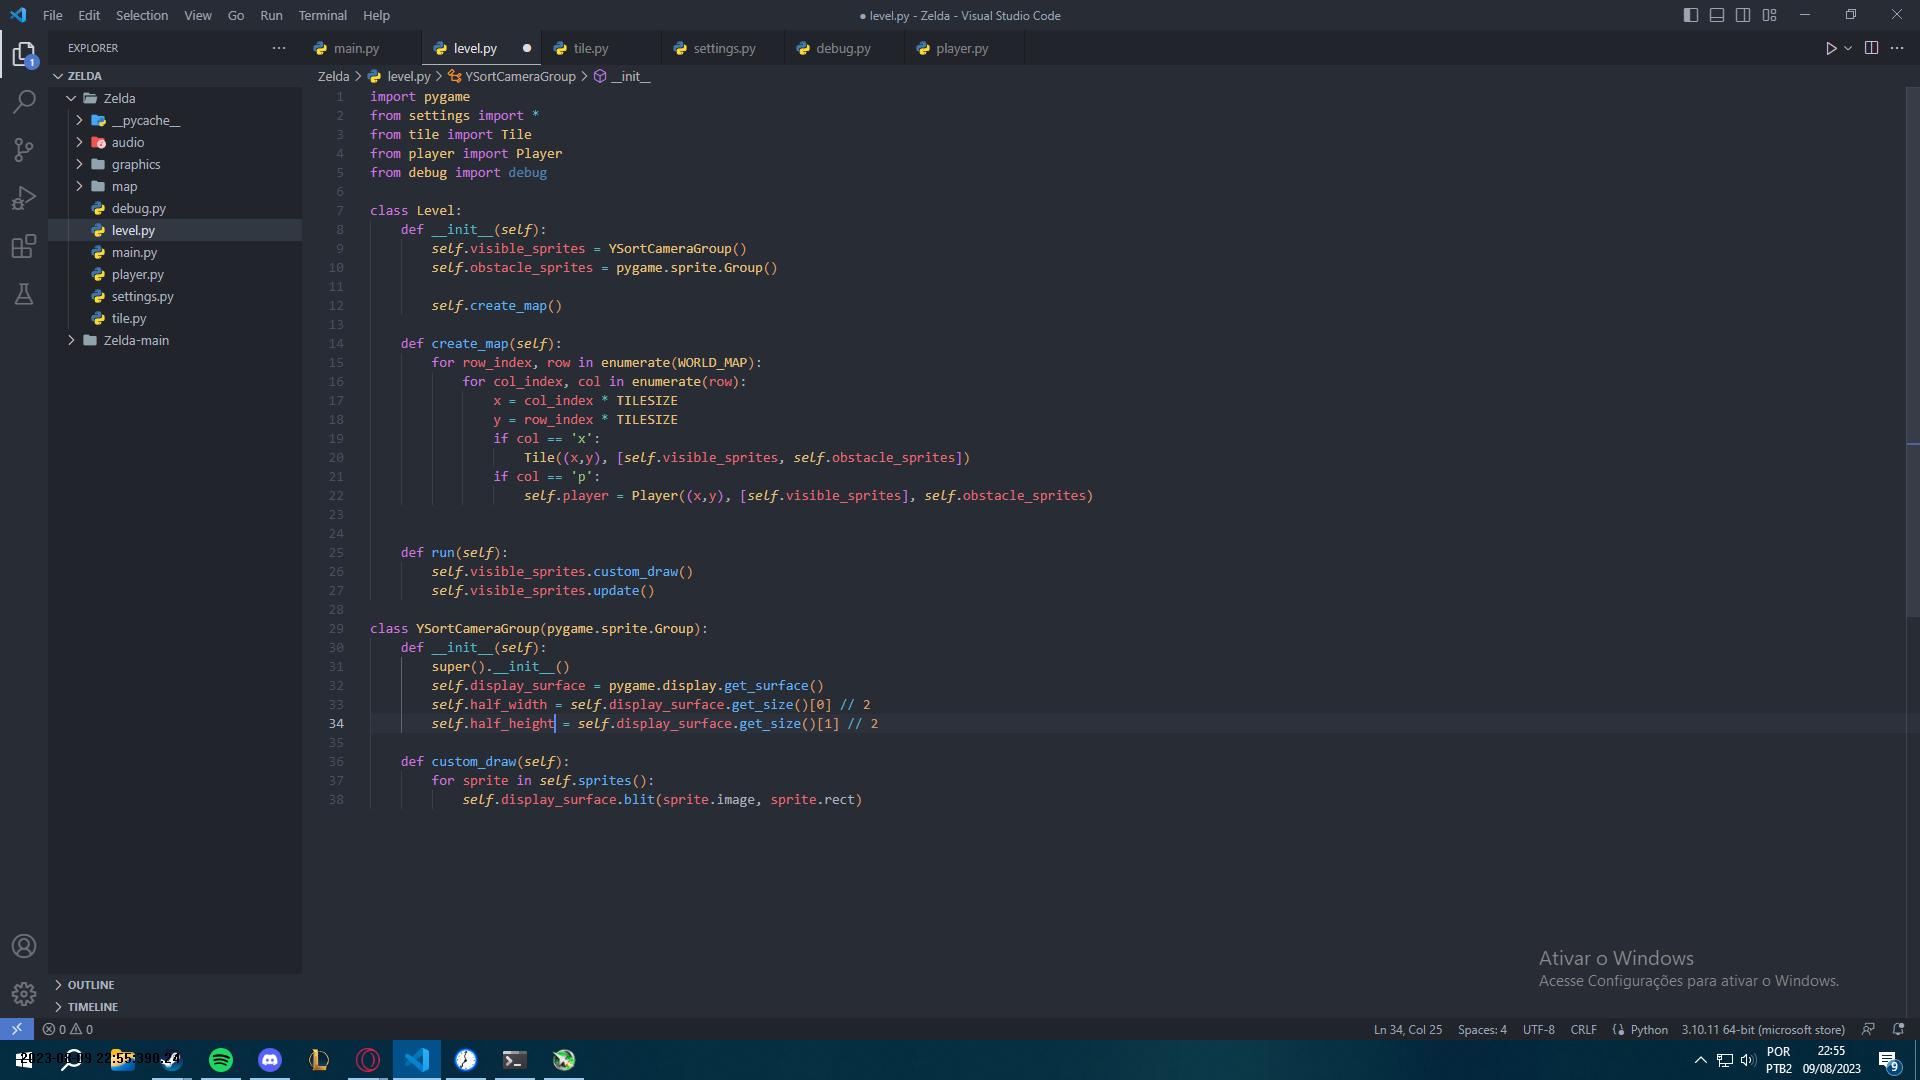 File Edit Selection View Go Run Terminal Help
● level.py - Zelda - Visual Studio Code
EXPLORER
main.py level.py tile.py settings.py debug.py player.py
ZELDA
Zelda > level.py > YSortCameraGroup > __init__
Zelda
__pycache__
audio
graphics
map
debug.py
level.py
main.py
player.py
settings.py
tile.py
Zelda-main
1 import pygame
2 from settings import *
3 from tile import Tile
4 from player import Player
5 from debug import debug
6
7 class Level:
8 def __init__(self):
9 self.visible_sprites = YSortCameraGroup()
10 self.obstacle_sprites = pygame.sprite.Group()
11
12 self.create_map()
13
14 def create_map(self):
15 for row_index, row in enumerate(WORLD_MAP):
16 for col_index, col in enumerate(row):
17 x = col_index * TILESIZE
18 y = row_index * TILESIZE
19 if col == 'x':
20 Tile((x,y), [self.visible_sprites, self.obstacle_sprites])
21 if col == 'p':
22 self.player = Player((x,y), [self.visible_sprites], self.obstacle_sprites)
23
24
25 def run(self):
26 self.visible_sprites.custom_draw()
27 self.visible_sprites.update()
28
29 class YSortCameraGroup(pygame.sprite.Group):
30 def __init__(self):
31 super().__init__()
32 self.display_surface = pygame.display.get_surface()
33 self.half_width = self.display_surface.get_size()[0] // 2
34 self.half_height = self.display_surface.get_size()[1] // 2
35
36 def custom_draw(self):
37 for sprite in self.sprites():
38 self.display_surface.blit(sprite.image, sprite.rect)
Ativar o Windows
Acesse Configurações para ativar o Windows.
OUTLINE
TIMELINE
0 0
Ln 34, Col 25 Spaces: 4 UTF-8 CRLF Python 3.10.11 64-bit (microsoft store)
POR
PTB2
22:55
09/08/2023
9
1